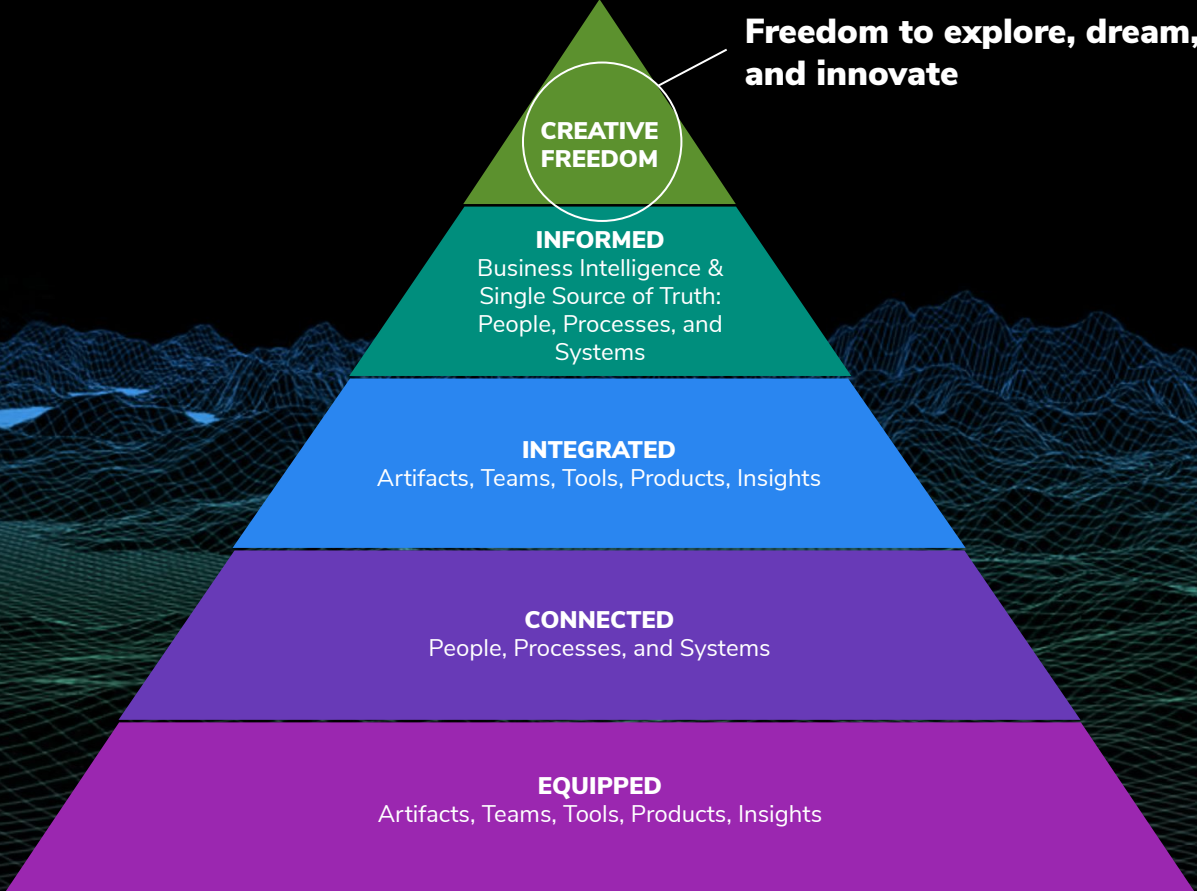 Freedom to explore, dream,
and innovate
CREATIVE
FREEDOM
INFORMED
Business Intelligence &
Single Source of Truth:
People, Processes, and
Systems
INTEGRATED
Artifacts, Teams, Tools, Products, Insights
CONNECTED
People, Processes, and Systems
EQUIPPED
Artifacts, Teams, Tools, Products, Insights